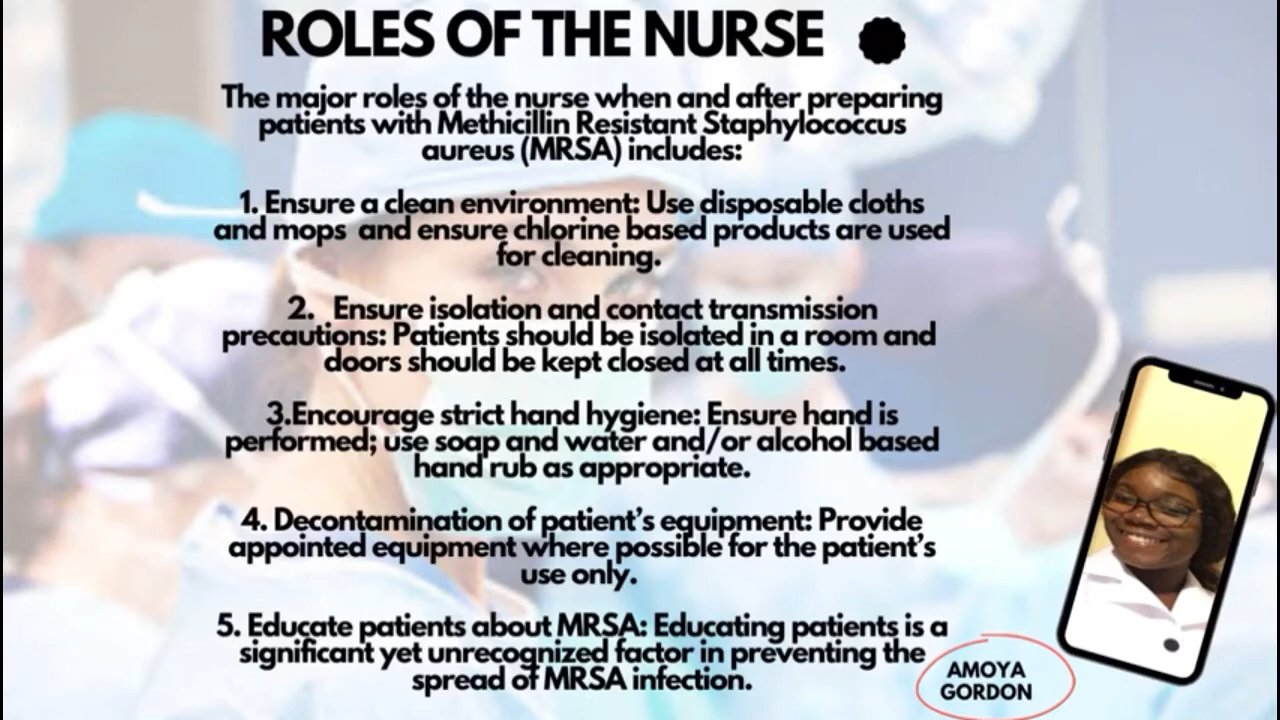 ROLES OF THE NURSE
The major roles of the nurse when and after preparing
patients with Methicillin Resistant Staphylococcus
aureus (MRSA) includes:
1. Ensure a clean environment: Use disposable cloths
and mops and ensure chlorine based products are used
for cleaning.
2. Ensure isolation and contact transmission
precautions: Patients should be isolated in a room and
doors should be kept closed at all times.
3.Encourage strict hand hygiene: Ensure hand is
performed; use soap and water and/or alcohol based
hand rub as appropriate.
4. Decontamination of patient's equipment: Provide
appointed equipment where possible for the patient's
use only.
5. Educate patients about MRSA: Educating patients is a
significant yet unrecognized factor in preventing the
spread of MRSA infection.
AMOYA
GORDON